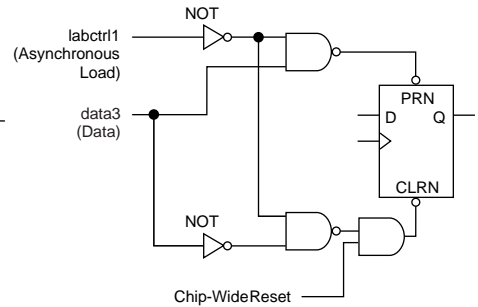 NOT
labctrl1
(Asynchronous
Load)
PRN
data3
(Data)
D Q
CLRN
NOT
Chip-WideReset